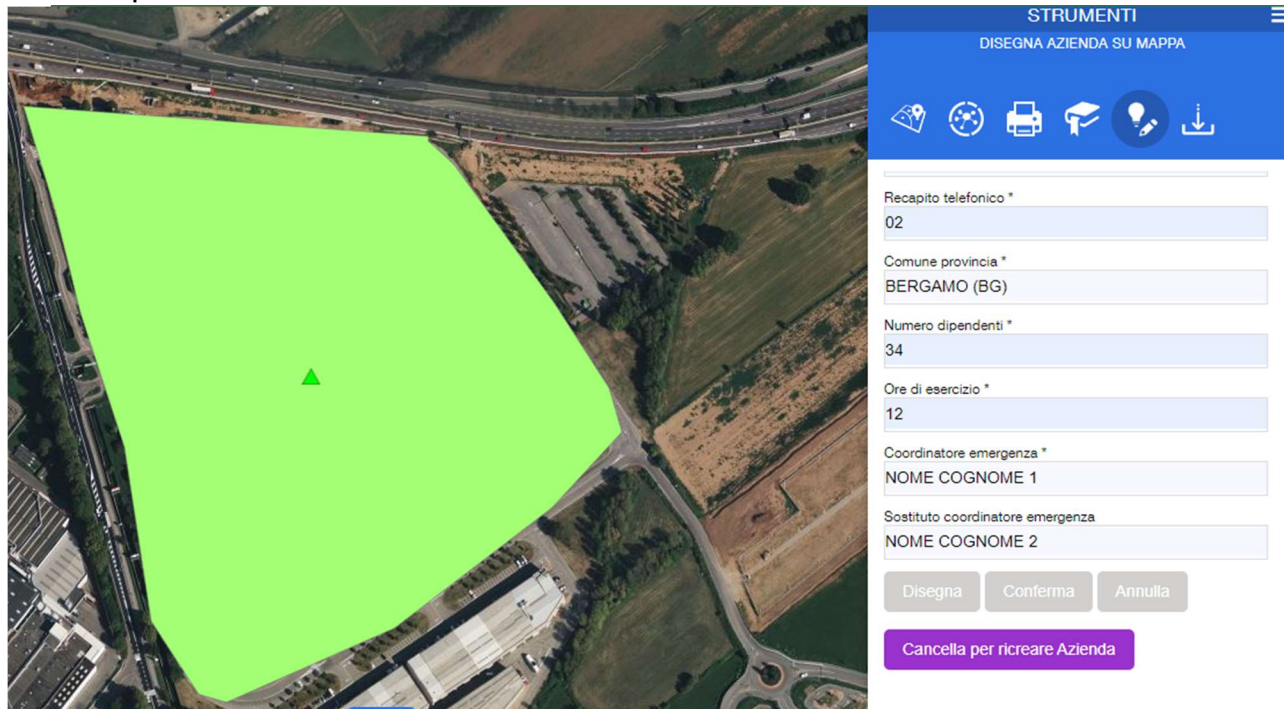 STRUMENTI
DISEGNA AZIENDA SU MAPPA
Recapito telefonico *
02
Comune provincia *
BERGAMO (BG)
Numero dipendenti *
34
Ore di esercizio *
12
Coordinatore emergenza *
NOME COGNOME 1
Sostituto coordinatore emergenza
NOME COGNOME 2
Disegna Conferma Annulla
Cancella per ricreare Azienda